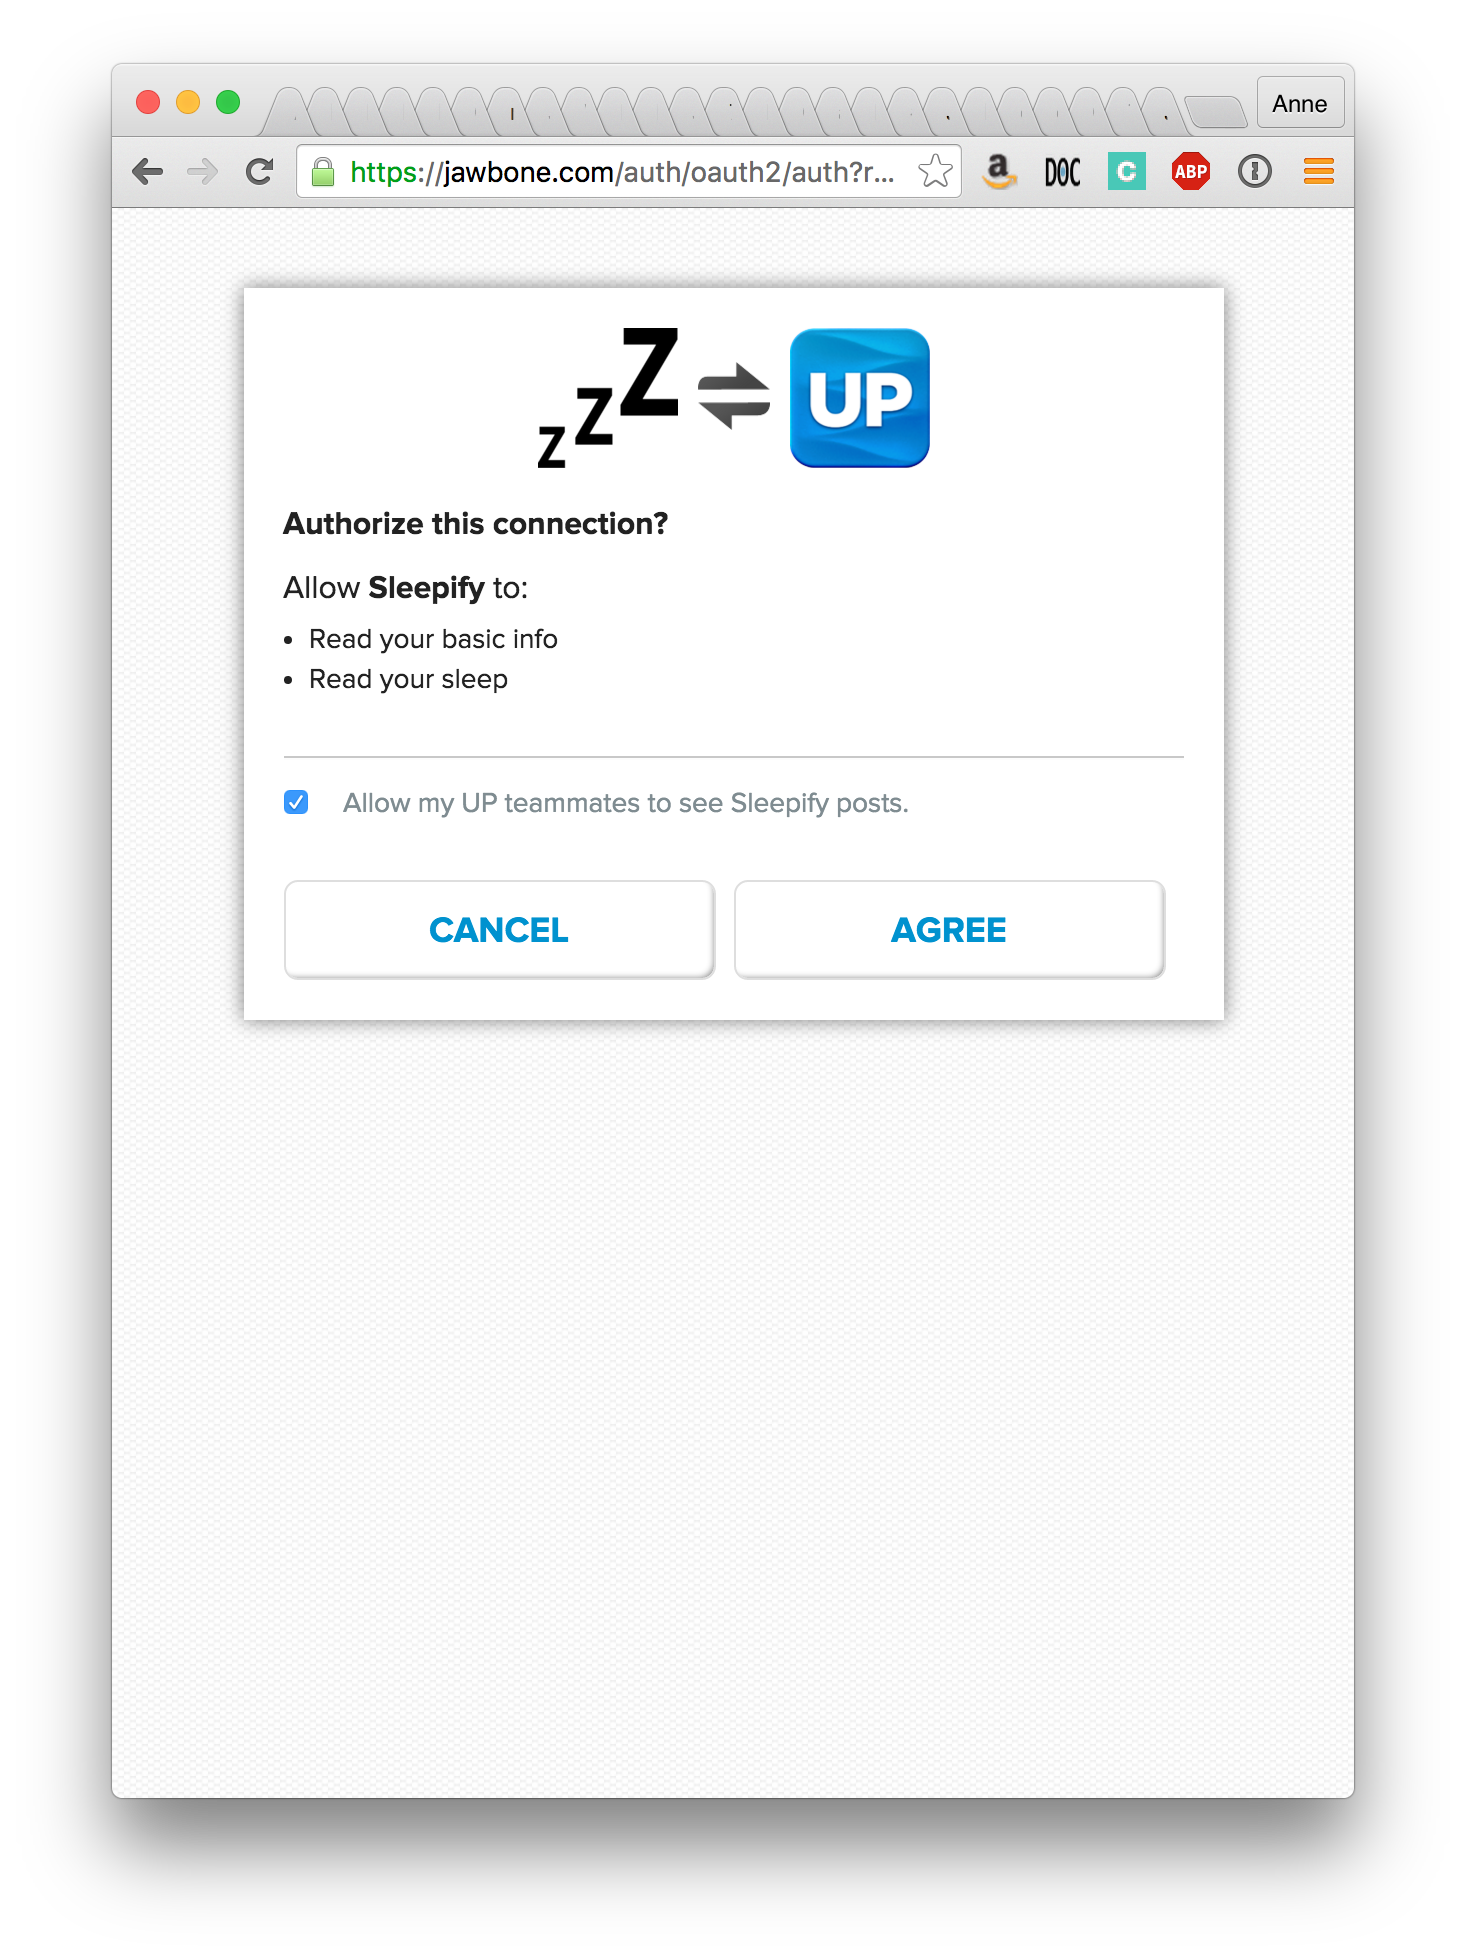 Anne
https://jawbone.com/auth/oauth2/auth?r...
a
DOC
C
ABP
z z Z
UP
Authorize this connection?
Allow Sleepify to:
• Read your basic info
• Read your sleep
Allow my UP teammates to see Sleepify posts.
CANCEL
AGREE